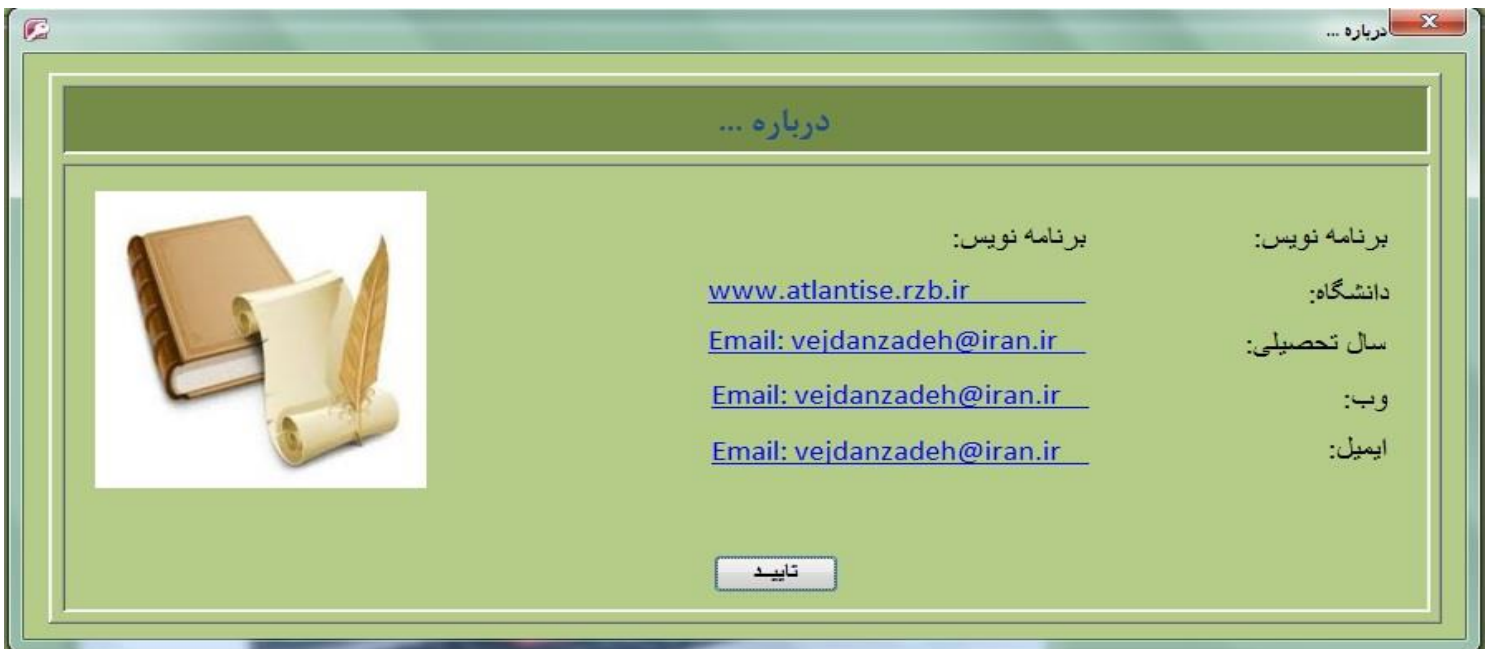 درباره ...
درباره ...
برنامه نویس: برنامه نویس:
دانشگاه: www.atlantise.rzb.ir
سال تحصیلی: Email: vejdanzadeh@iran.ir
وب: Email: vejdanzadeh@iran.ir
ایمیل: Email: vejdanzadeh@iran.ir
تاییـد